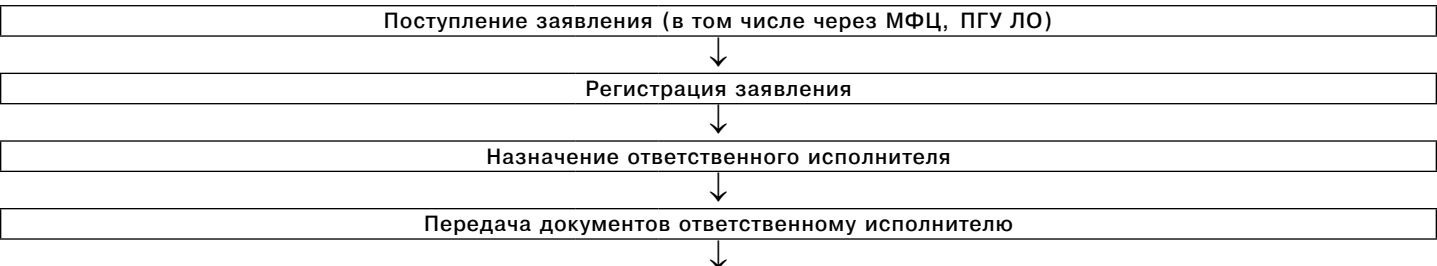 Поступление заявления (в том числе через МФЦ, ПГУ ЛО)
Регистрация заявления
Назначение ответственного исполнителя
Передача документов ответственному исполнителю